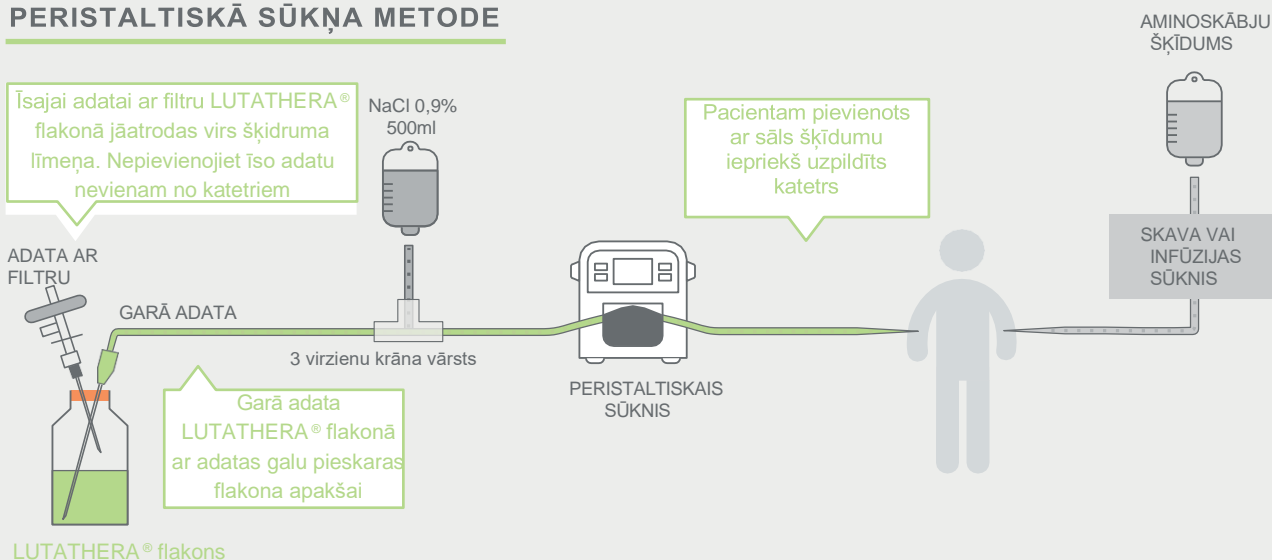 PERISTALTISKĀ SŪKŅA METODE
Īsajai adatai ar filtru LUTATHERA®
flakonā jāatrodas virs šķidruma
līmeņa. Nepievienojiet īso adatu
nevienam no katetriem
NaCl 0,9%
500ml
Pacientam pievienots
ar sāls šķīdumu
iepriekš uzpildīts
katetrs
AMINOSKĀBJU
ŠĶĪDUMS
SKAVA VAI
INFŪZIJAS
SŪKNIS
ADATA AR
FILTRU
GARĀ ADATA
3 virzienu krāna vārsts
PERISTALTISKAIS
SŪKNIS
Garā adata
LUTATHERA® flakonā
ar adatas galu pieskaras
flakona apakšai
LUTATHERA® flakons